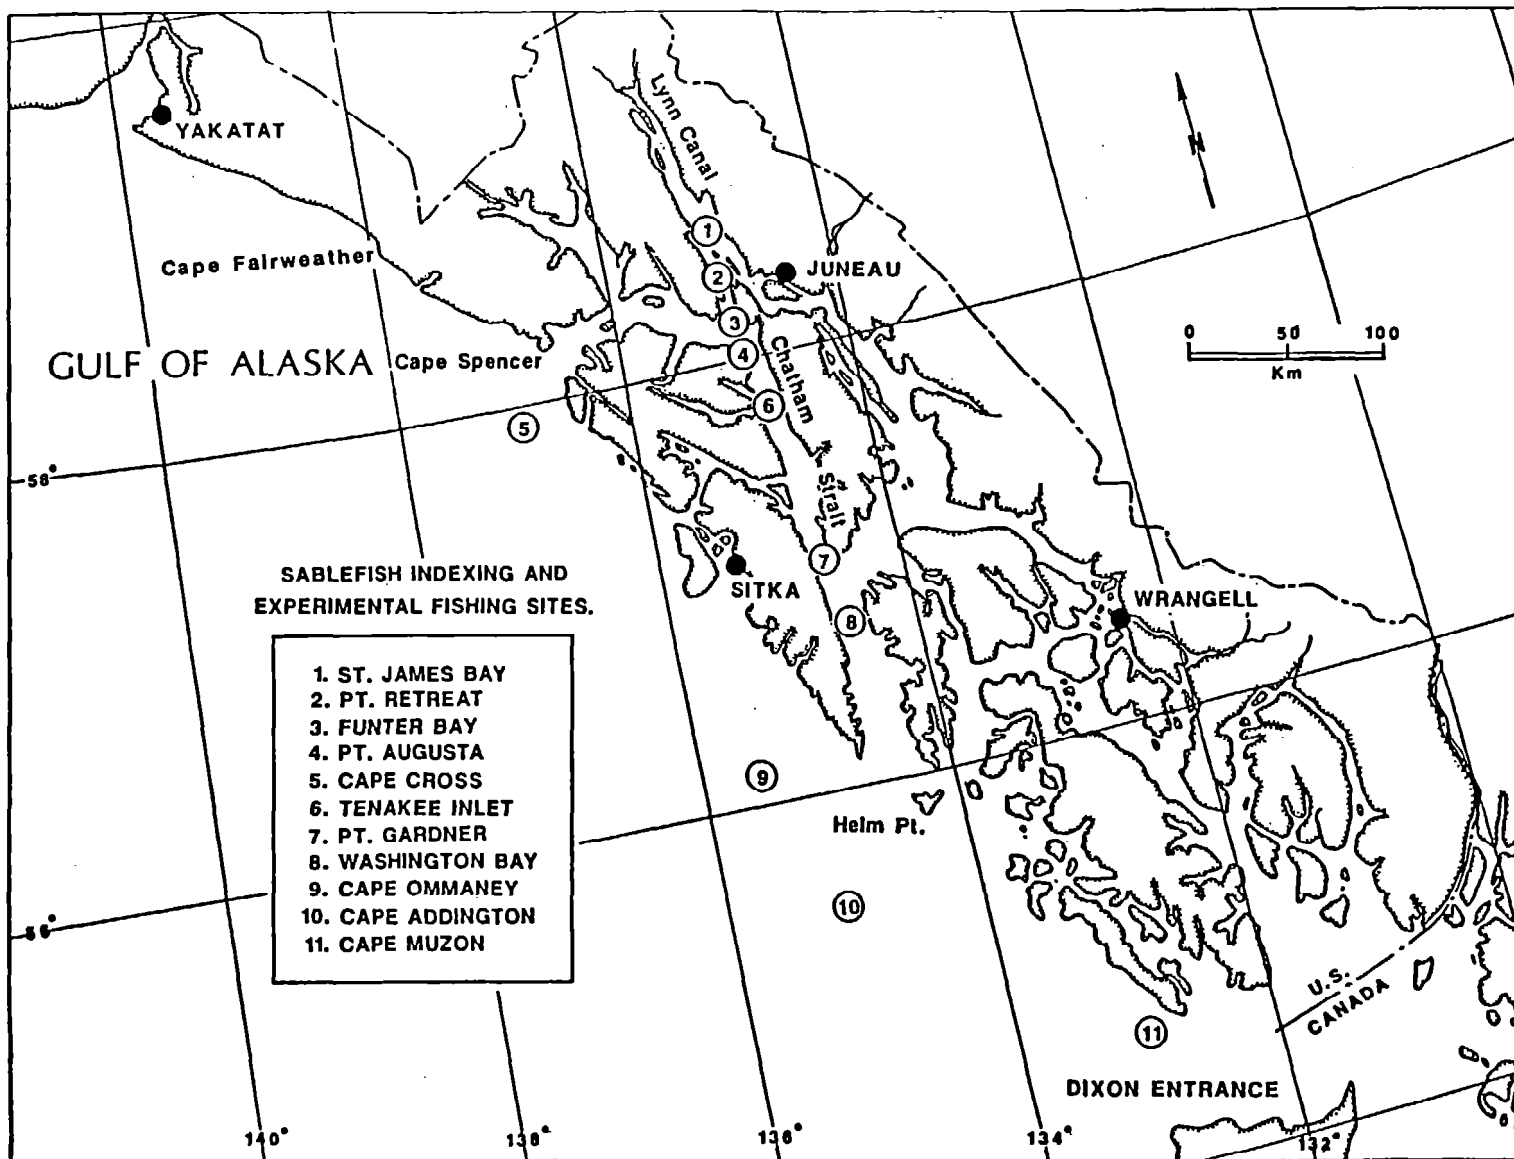 YAKATAT
Lynn Canal
N
Cape Fairweather
JUNEAU
GULF OF ALASKA
Cape Spencer
Chatham
Strait
0 50 100
Km
1
2
3
4
5
6
7
8
9
10
11
58°
SITKA
WRANGELL
SABLEFISH INDEXING AND
EXPERIMENTAL FISHING SITES.
1. ST. JAMES BAY
2. PT. RETREAT
3. FUNTER BAY
4. PT. AUGUSTA
5. CAPE CROSS
6. TENAKEE INLET
7. PT. GARDNER
8. WASHINGTON BAY
9. CAPE OMMANEY
10. CAPE ADDINGTON
11. CAPE MUZON
Helm Pt.
56°
U.S.
CANADA
DIXON ENTRANCE
140°
138°
136°
134°
132°